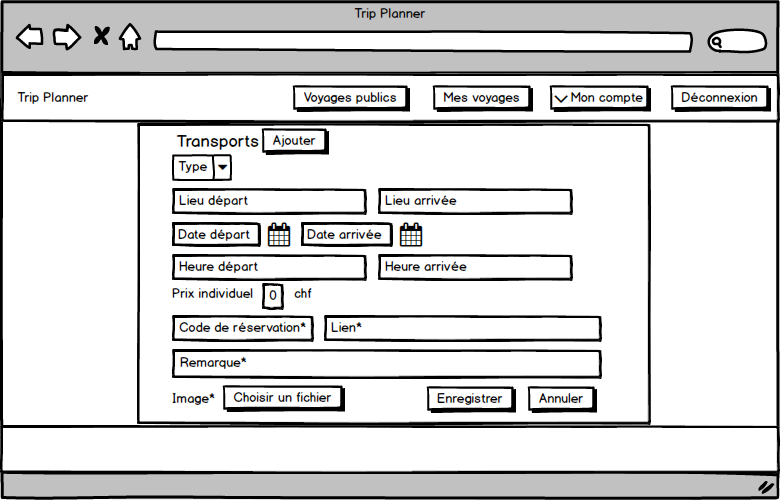 Trip Planner
Trip Planner Voyages publics Mes voyages Mon compte Déconnexion
Transports Ajouter
Type
Lieu départ Lieu arrivée
Date départ Date arrivée
Heure départ Heure arrivée
Prix individuel 0 chf
Code de réservation* Lien*
Remarque*
Image* Choisir un fichier Enregistrer Annuler